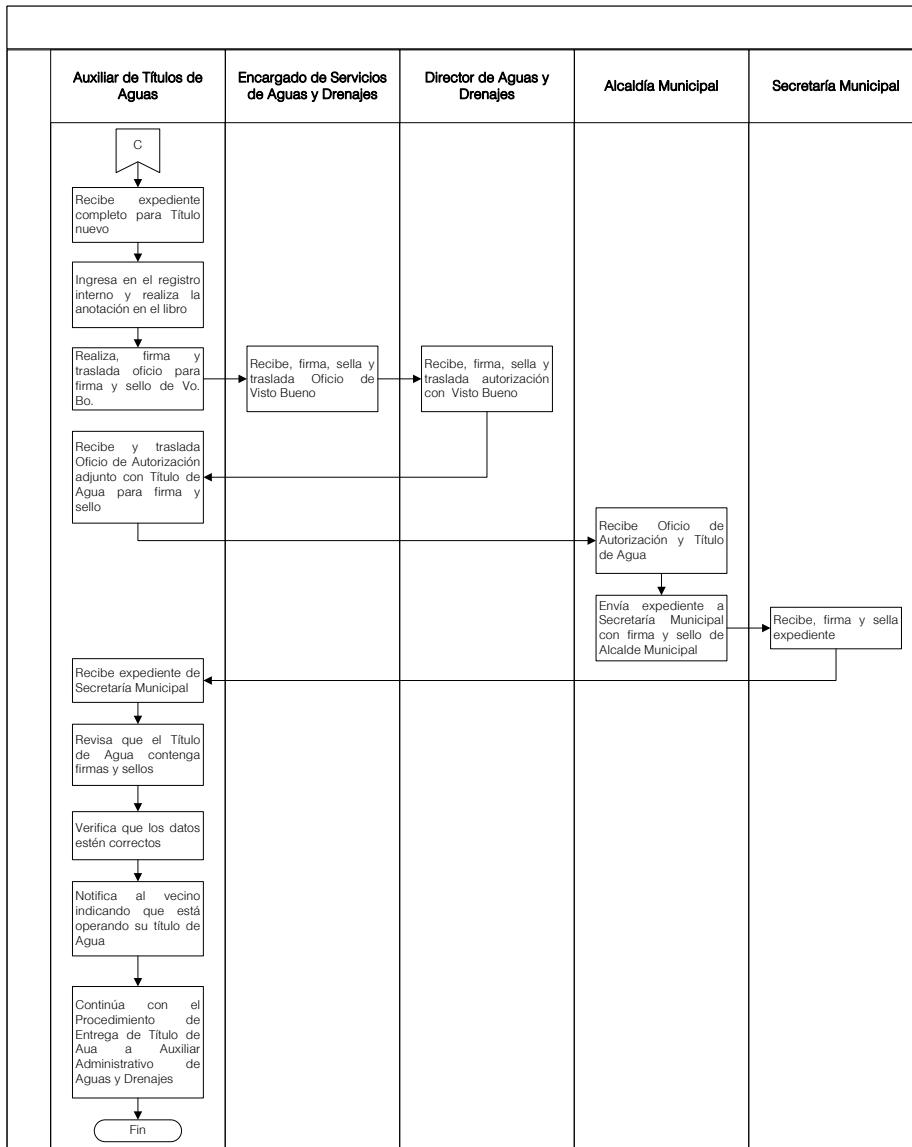 Auxiliar de Títulos de
Aguas
Encargado de Servicios
de Aguas y Drenajes
Director de Aguas y
Drenajes
Alcaldía Municipal
Secretaría Municipal
C
Recibe expediente
completo para Título
nuevo
Ingresa en el registro
interno y realiza la
anotación en el libro
Realiza, firma y
traslada oficio para
firma y sello de Vo.
Bo.
Recibe, firma, sella y
traslada Oficio de
Visto Bueno
Recibe, firma, sella y
traslada autorización
con Visto Bueno
Recibe y traslada
Oficio de Autorización
adjunto con Título de
Agua para firma y
sello
Recibe Oficio de
Autorización y Título
de Agua
Envía expediente a
Secretaría Municipal
con firma y sello de
Alcalde Municipal
Recibe, firma y sella
expediente
Recibe expediente de
Secretaría Municipal
Revisa que el Título
de Agua contenga
firmas y sellos
Verifica que los datos
estén correctos
Notifica al vecino
indicando que está
operando su título de
Agua
Continúa con el
Procedimiento de
Entrega de Título de
Aua a Auxiliar
Administrativo de
Aguas y Drenajes
Fin